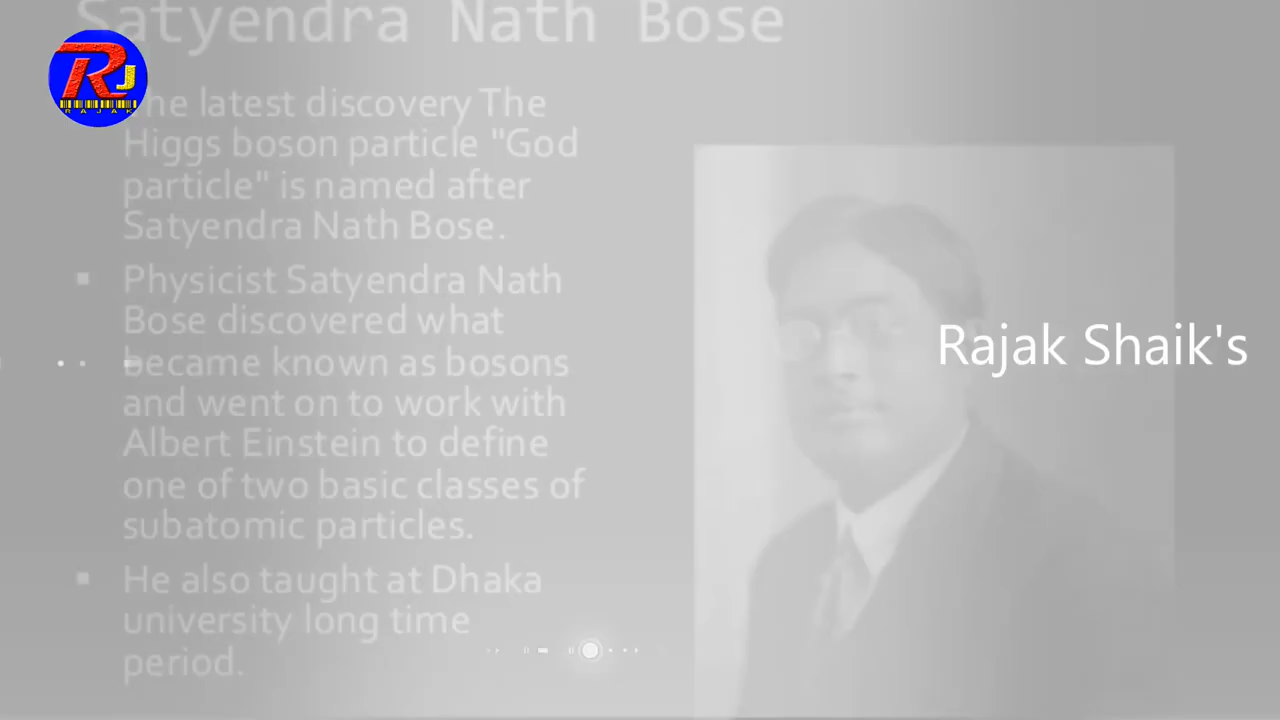 Satyendra Nath Bose
RJ
RAJAK
The latest discovery The
Higgs boson particle "God
particle" is named after
Satyendra Nath Bose.
Physicist Satyendra Nath
Bose discovered what
became known as bosons
and went on to work with
Albert Einstein to define
one of two basic classes of
subatomic particles.
He also taught at Dhaka
university long time
period.
Rajak Shaik's